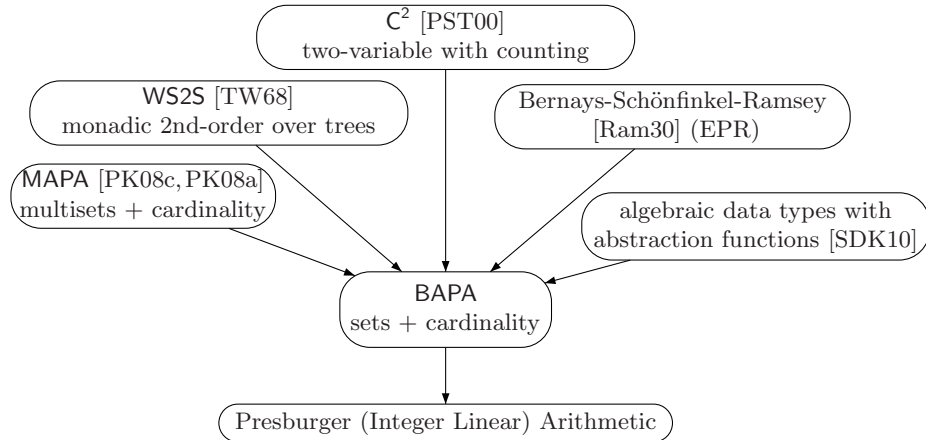 C² [PST00]
two-variable with counting
WS2S [TW68]
monadic 2nd-order over trees
Bernays-Schönfinkel-Ramsey
[Ram30] (EPR)
MAPA [PK08c, PK08a]
multisets + cardinality
algebraic data types with
abstraction functions [SDK10]
BAPA
sets + cardinality
Presburger (Integer Linear) Arithmetic